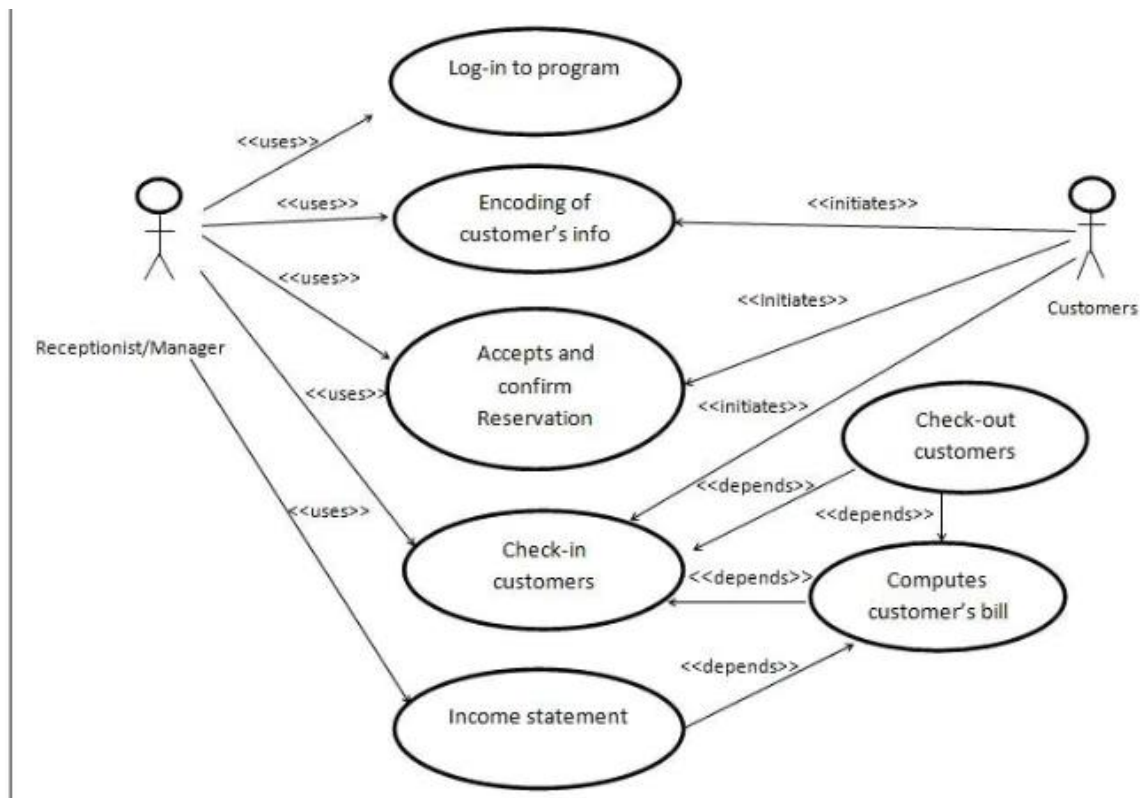 Log-in to program
<<uses>>
<<uses>>
Encoding of
customer's info
<<initiates>>
<<uses>>
<<Initiates>>
Customers
Receptionist/Manager
Accepts and
confirm
Reservation
<<uses>>
<<initiates>>
Check-out
customers
<<depends>>
<<uses>>
<<depends>>
Check-in
customers
<<depends>>
Computes
customer's bill
<<depends>>
Income statement